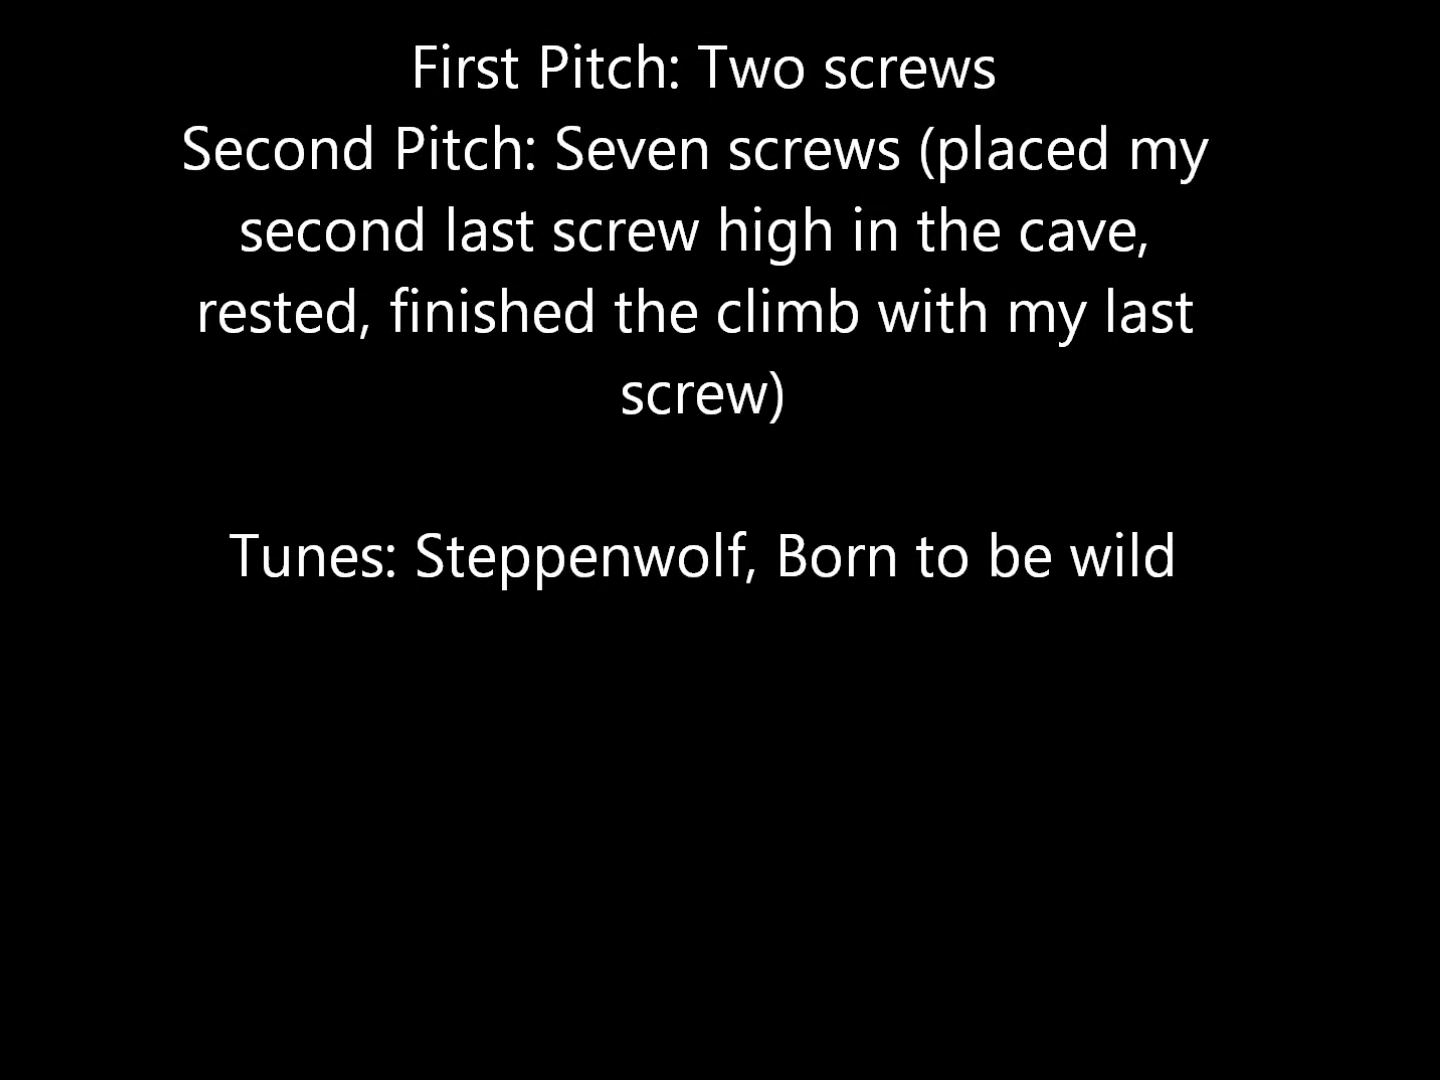 First Pitch: Two screws
Second Pitch: Seven screws (placed my
second last screw high in the cave,
rested, finished the climb with my last
screw)
Tunes: Steppenwolf, Born to be wild